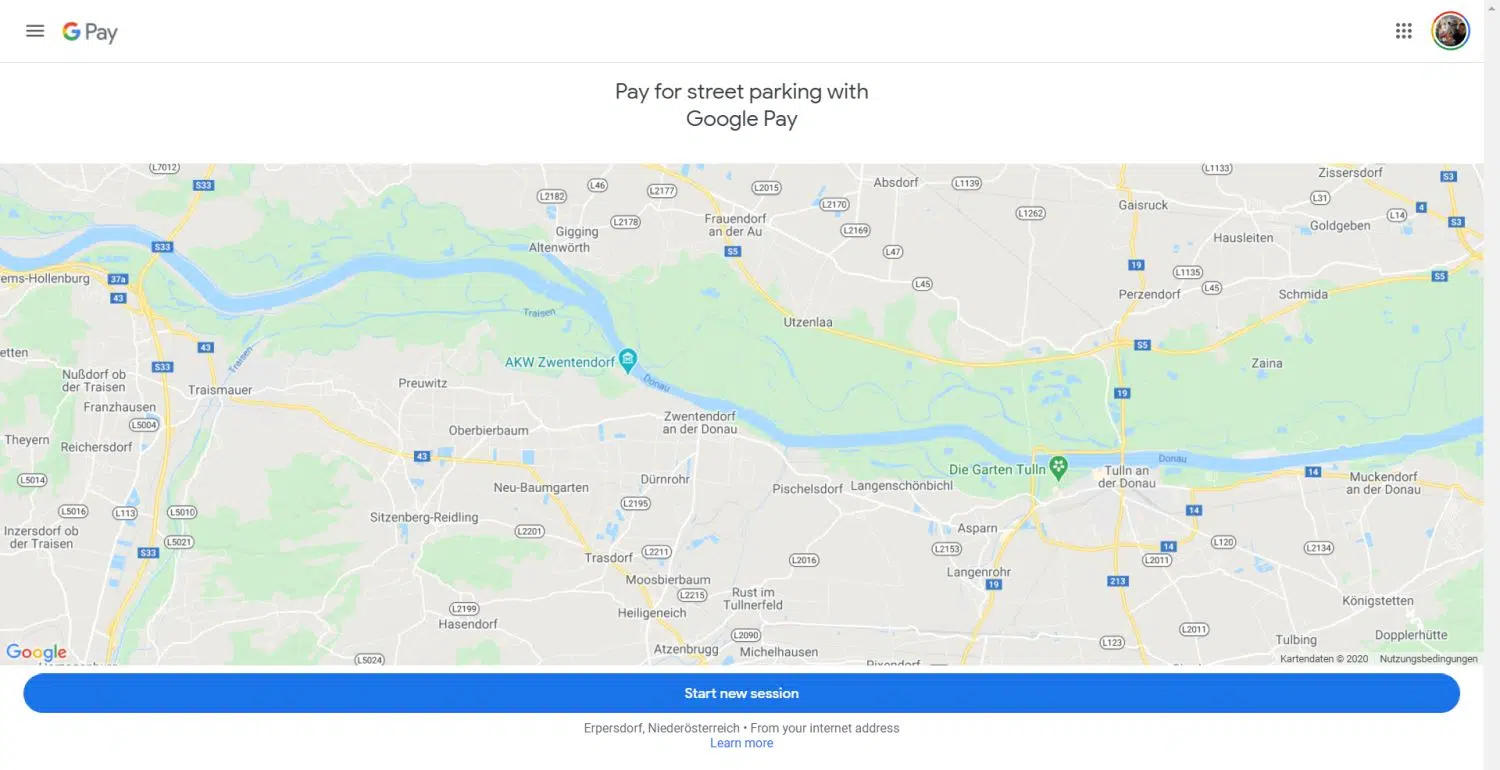 G Pay
Pay for street parking with
Google Pay
L7012
S33
L46
L2182
L2177
L2015
Absdorf
L1139
L1133
Zissersdorf
S3
L2178
L2170
L1262
Gaisruck
L31
4
L14
Goldgeben
S3
Gigging
Altenwörth
Frauendorf
an der Au
L2169
Hausleiten
S33
S5
L47
19
L1135
S5
ems-Hollenburg
37a
43
L45
Perzendorf
L45
Schmida
Traisen
Utzenlaa
43
etten
S33
Traisen
AKW Zwentendorf
S5
Zaina
Nußdorf ob
der Traisen
Traismauer
Preuwitz
Donau
19
Franzhausen
L5004
Zwentendorf
an der Donau
Theyern
Reichersdorf
Oberbierbaum
43
Donau
Die Garten Tulln
Tulln an
der Donau
14
Muckendorf
an der Donau
L5014
Neu-Baumgarten
Dürnrohr
Pischelsdorf
Langenschönbichl
L5016
L113
L5010
Sitzenberg-Reidling
L2195
14
Inzersdorf ob
der Traisen
L5021
L2201
Asparn
S33
Trasdorf
L2211
L2016
L2153
14
L2011
L120
L2134
Moosbierbaum
Langenrohr
19
213
L2215
Rust im
Tullnerfeld
Königstetten
L2199
Hasendorf
Heiligeneich
L2090
L123
L2011
Tulbing
Dopplerhütte
Google
L5024
Atzenbrugg
Michelhausen
Kartendaten © 2020
Nutzungsbedingungen
Start new session
Erpersdorf, Niederösterreich • From your internet address
Learn more